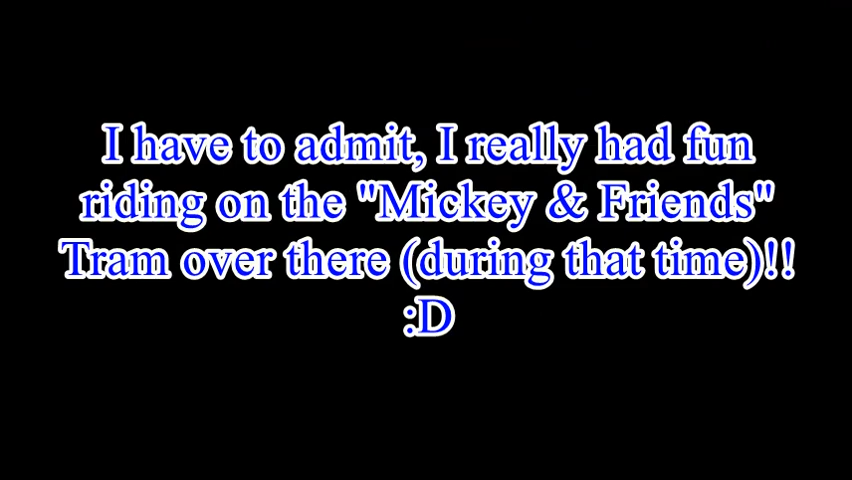 I have to admit, I really had fun
riding on the "Mickey & Friends"
Tram over there (during that time)!!
:D